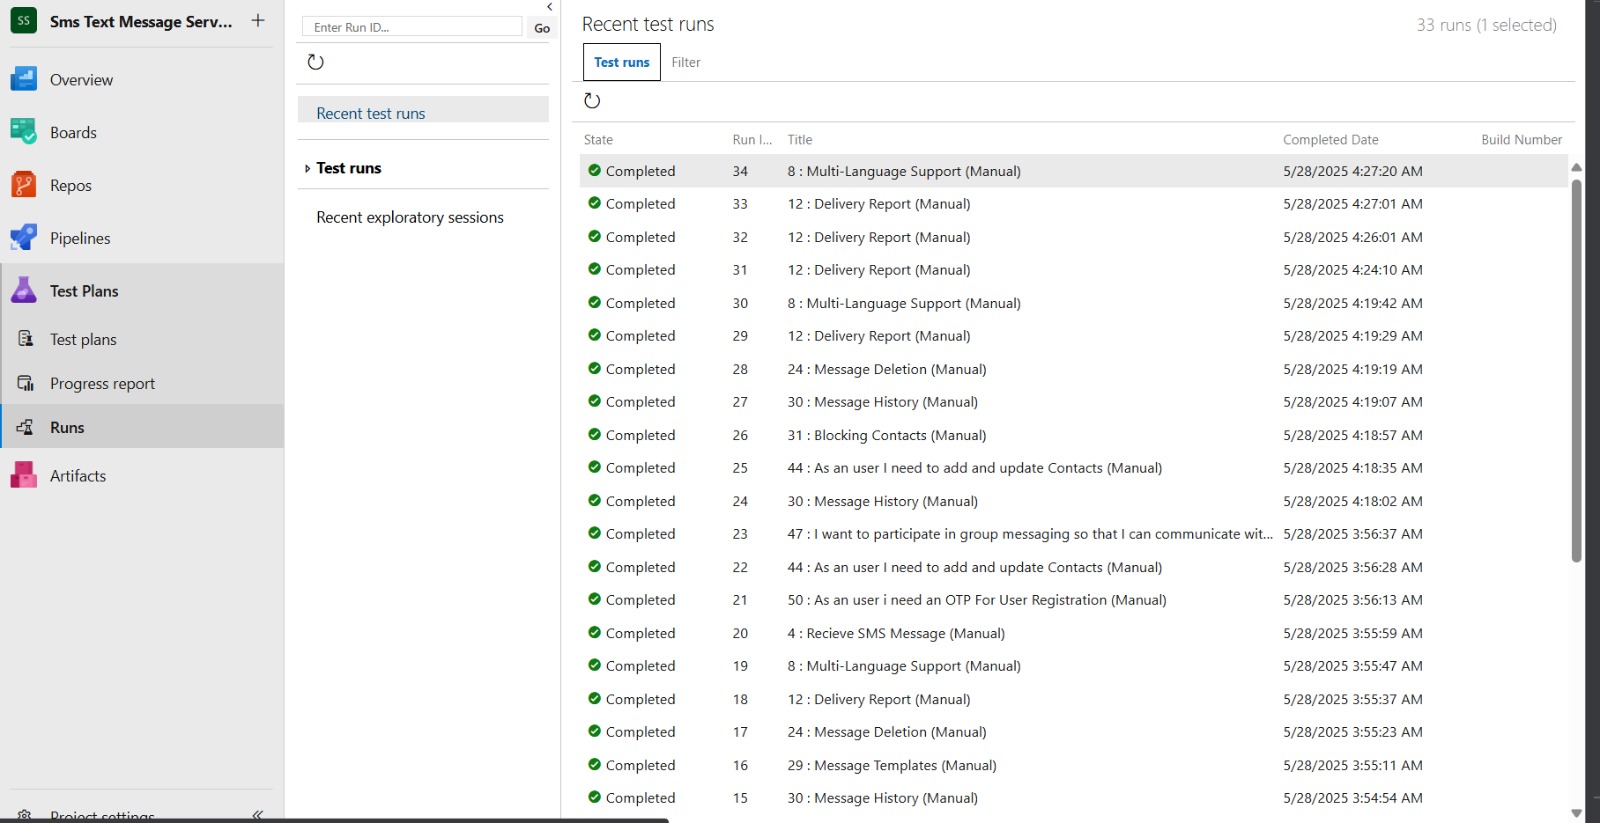 SS Sms Text Message Serv... +
Overview
Boards
Repos
Pipelines
Test Plans
Test plans
Progress report
Runs
Artifacts
Project settings
Enter Run ID... Go
Recent test runs
Test runs
Recent exploratory sessions
Recent test runs 33 runs (1 selected)
Test runs Filter
State Run I... Title Completed Date Build Number
Completed 34 8 : Multi-Language Support (Manual) 5/28/2025 4:27:20 AM
Completed 33 12 : Delivery Report (Manual) 5/28/2025 4:27:01 AM
Completed 32 12 : Delivery Report (Manual) 5/28/2025 4:26:01 AM
Completed 31 12 : Delivery Report (Manual) 5/28/2025 4:24:10 AM
Completed 30 8 : Multi-Language Support (Manual) 5/28/2025 4:19:42 AM
Completed 29 12 : Delivery Report (Manual) 5/28/2025 4:19:29 AM
Completed 28 24 : Message Deletion (Manual) 5/28/2025 4:19:19 AM
Completed 27 30 : Message History (Manual) 5/28/2025 4:19:07 AM
Completed 26 31 : Blocking Contacts (Manual) 5/28/2025 4:18:57 AM
Completed 25 44 : As an user I need to add and update Contacts (Manual) 5/28/2025 4:18:35 AM
Completed 24 30 : Message History (Manual) 5/28/2025 4:18:02 AM
Completed 23 47 : I want to participate in group messaging so that I can communicate wit... 5/28/2025 3:56:37 AM
Completed 22 44 : As an user I need to add and update Contacts (Manual) 5/28/2025 3:56:28 AM
Completed 21 50 : As an user i need an OTP For User Registration (Manual) 5/28/2025 3:56:13 AM
Completed 20 4 : Recieve SMS Message (Manual) 5/28/2025 3:55:59 AM
Completed 19 8 : Multi-Language Support (Manual) 5/28/2025 3:55:47 AM
Completed 18 12 : Delivery Report (Manual) 5/28/2025 3:55:37 AM
Completed 17 24 : Message Deletion (Manual) 5/28/2025 3:55:23 AM
Completed 16 29 : Message Templates (Manual) 5/28/2025 3:55:11 AM
Completed 15 30 : Message History (Manual) 5/28/2025 3:54:54 AM